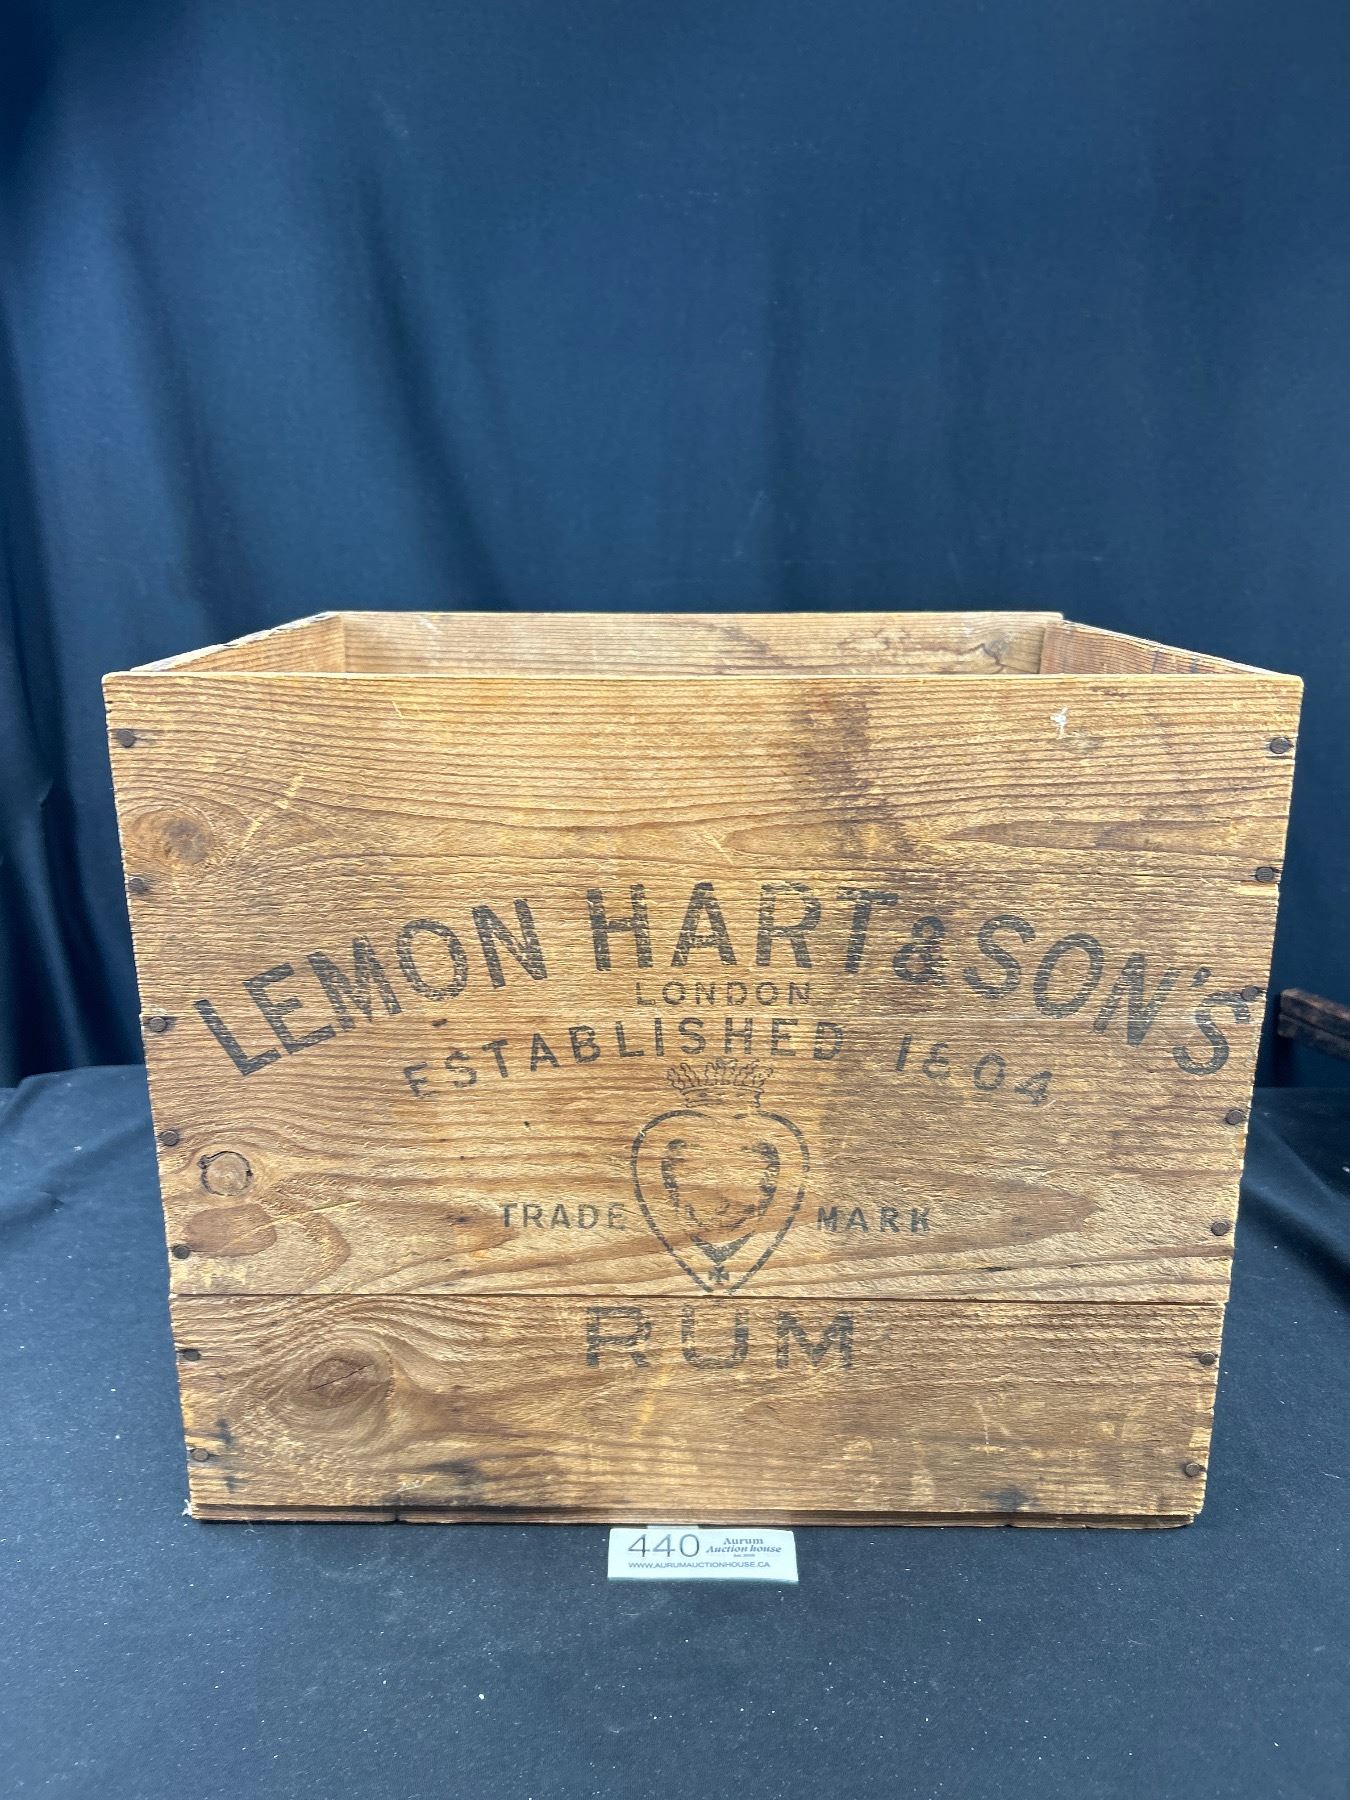 LEMON HART & SON'S
LONDON
ESTABLISHED 1804
TRADE MARK
RUM
440 Aurum
Auction house
WWW.AURUMAUCTIONHOUSE.CA